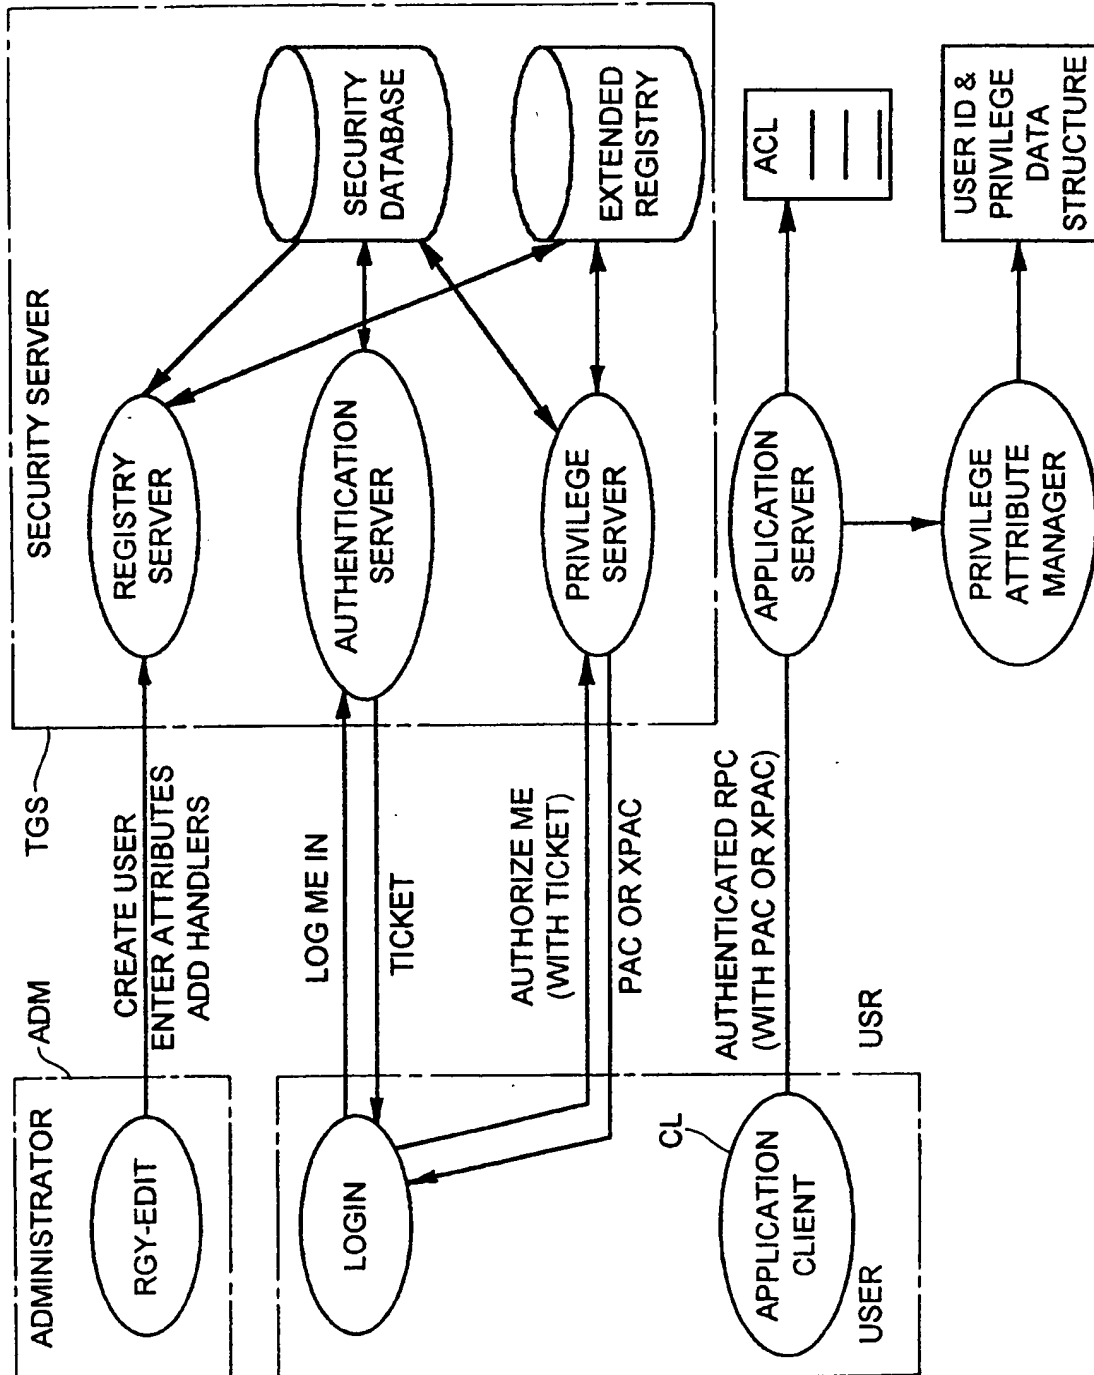 ADMINISTRATOR
ADM
RGY-EDIT
CREATE USER
ENTER ATTRIBUTES
ADD HANDLERS
TGS
SECURITY SERVER
REGISTRY
SERVER
LOGIN
LOG ME IN
TICKET
AUTHENTICATION
SERVER
SECURITY
DATABASE
AUTHORIZE ME
(WITH TICKET)
PAC OR XPAC
PRIVILEGE
SERVER
EXTENDED
REGISTRY
CL
APPLICATION
CLIENT
USER
AUTHENTICATED RPC
(WITH PAC OR XPAC)
USR
APPLICATION
SERVER
ACL
PRIVILEGE
ATTRIBUTE
MANAGER
USER ID &
PRIVILEGE
DATA
STRUCTURE